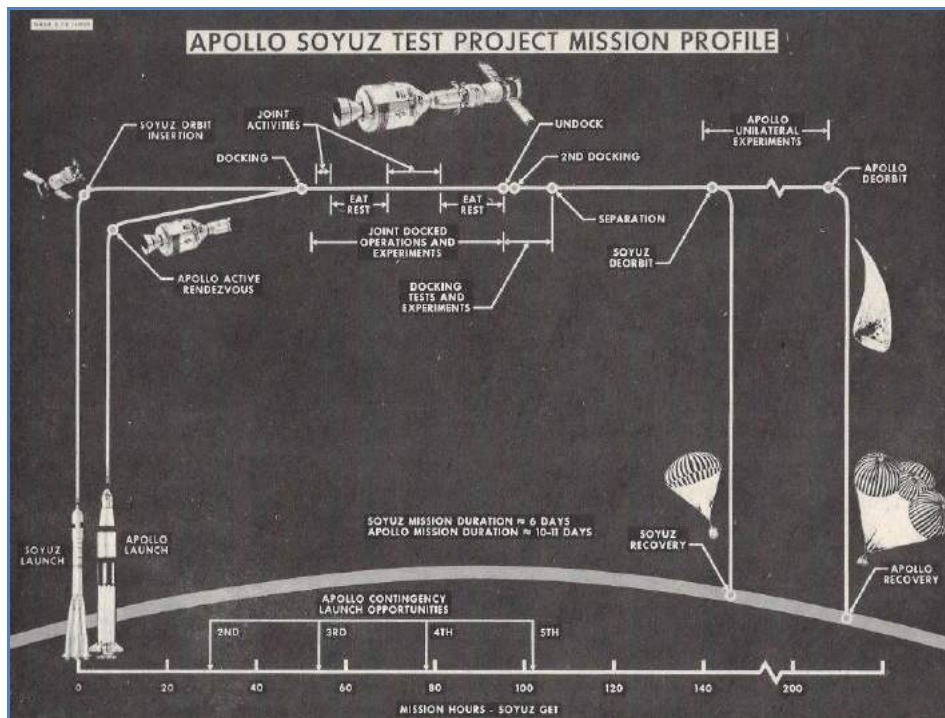 APOLLO SOYUZ TEST PROJECT MISSION PROFILE
SOYUZ ORBIT
INSERTION
JOINT
ACTIVITIES
DOCKING
UNDOCK
2ND DOCKING
APOLLO
UNILATERAL
EXPERIMENTS
APOLLO
DEORBIT
EAT
REST
EAT
REST
SEPARATION
APOLLO ACTIVE
RENDEZVOUS
JOINT DOCKED
OPERATIONS AND
EXPERIMENTS
SOYUZ
DEORBIT
DOCKING
TESTS AND
EXPERIMENTS
SOYUZ MISSION DURATION ≈ 6 DAYS
APOLLO MISSION DURATION ≈ 10-11 DAYS
SOYUZ
LAUNCH
APOLLO
LAUNCH
SOYUZ
RECOVERY
APOLLO
RECOVERY
APOLLO CONTINGENCY
LAUNCH OPPORTUNITIES
2ND
3RD
4TH
5TH
0 20 40 60 80 100 120 140 200
MISSION HOURS - SOYUZ GET